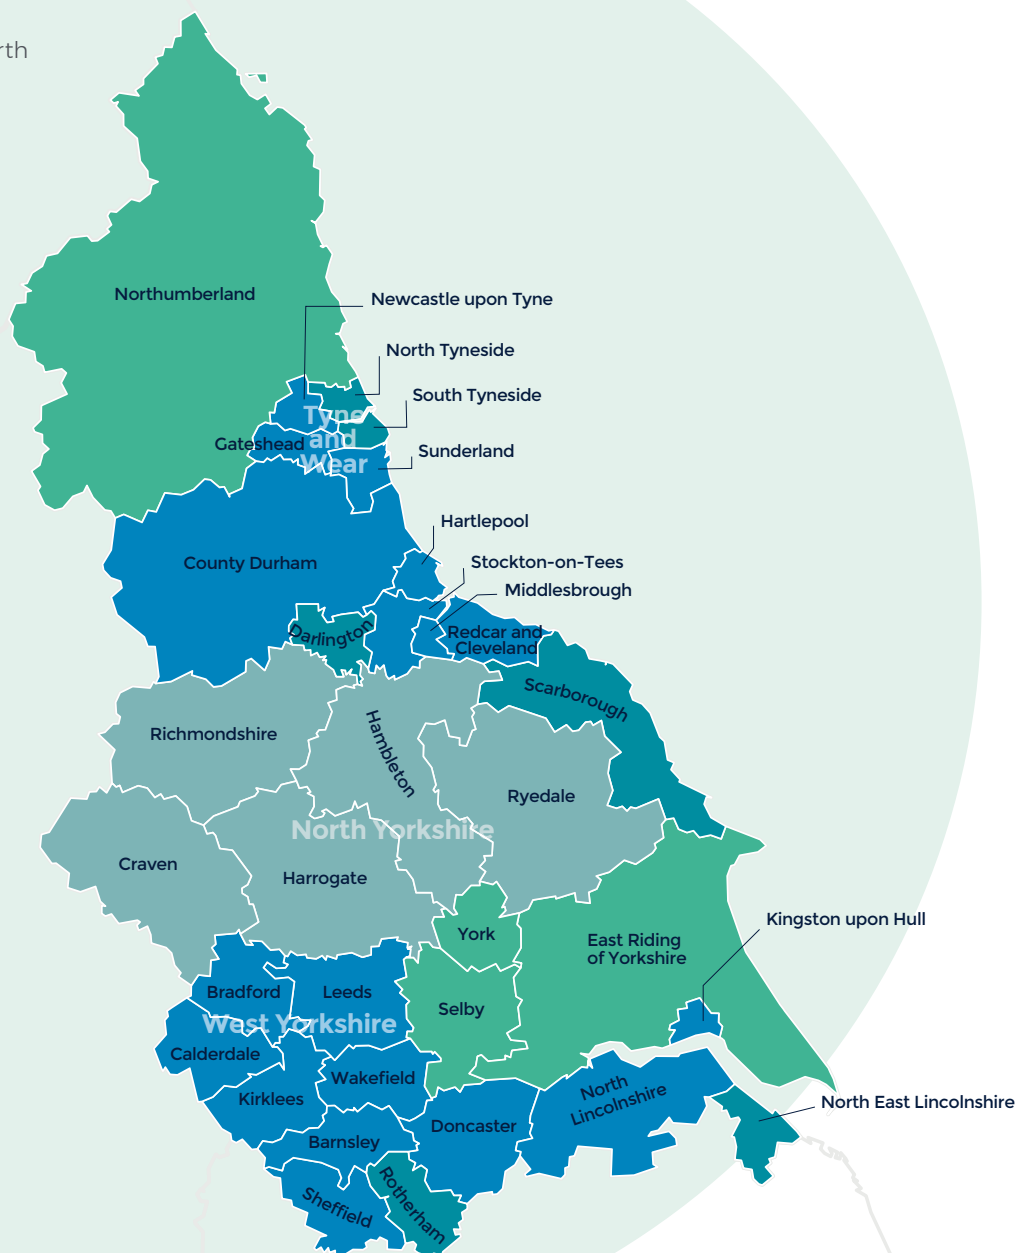 rth
Northumberland
Newcastle upon Tyne
North Tyneside
South Tyneside
Tyne
and
Wear
Gateshead
Sunderland
Hartlepool
County Durham
Stockton-on-Tees
Middlesbrough
Darlington
Redcar and
Cleveland
Scarborough
Richmondshire
Hambleton
Ryedale
North Yorkshire
Craven
Harrogate
York
East Riding
of Yorkshire
Kingston upon Hull
Bradford
Leeds
Selby
West Yorkshire
Calderdale
Wakefield
Kirklees
North
Lincolnshire
North East Lincolnshire
Doncaster
Barnsley
Rotherham
Sheffield